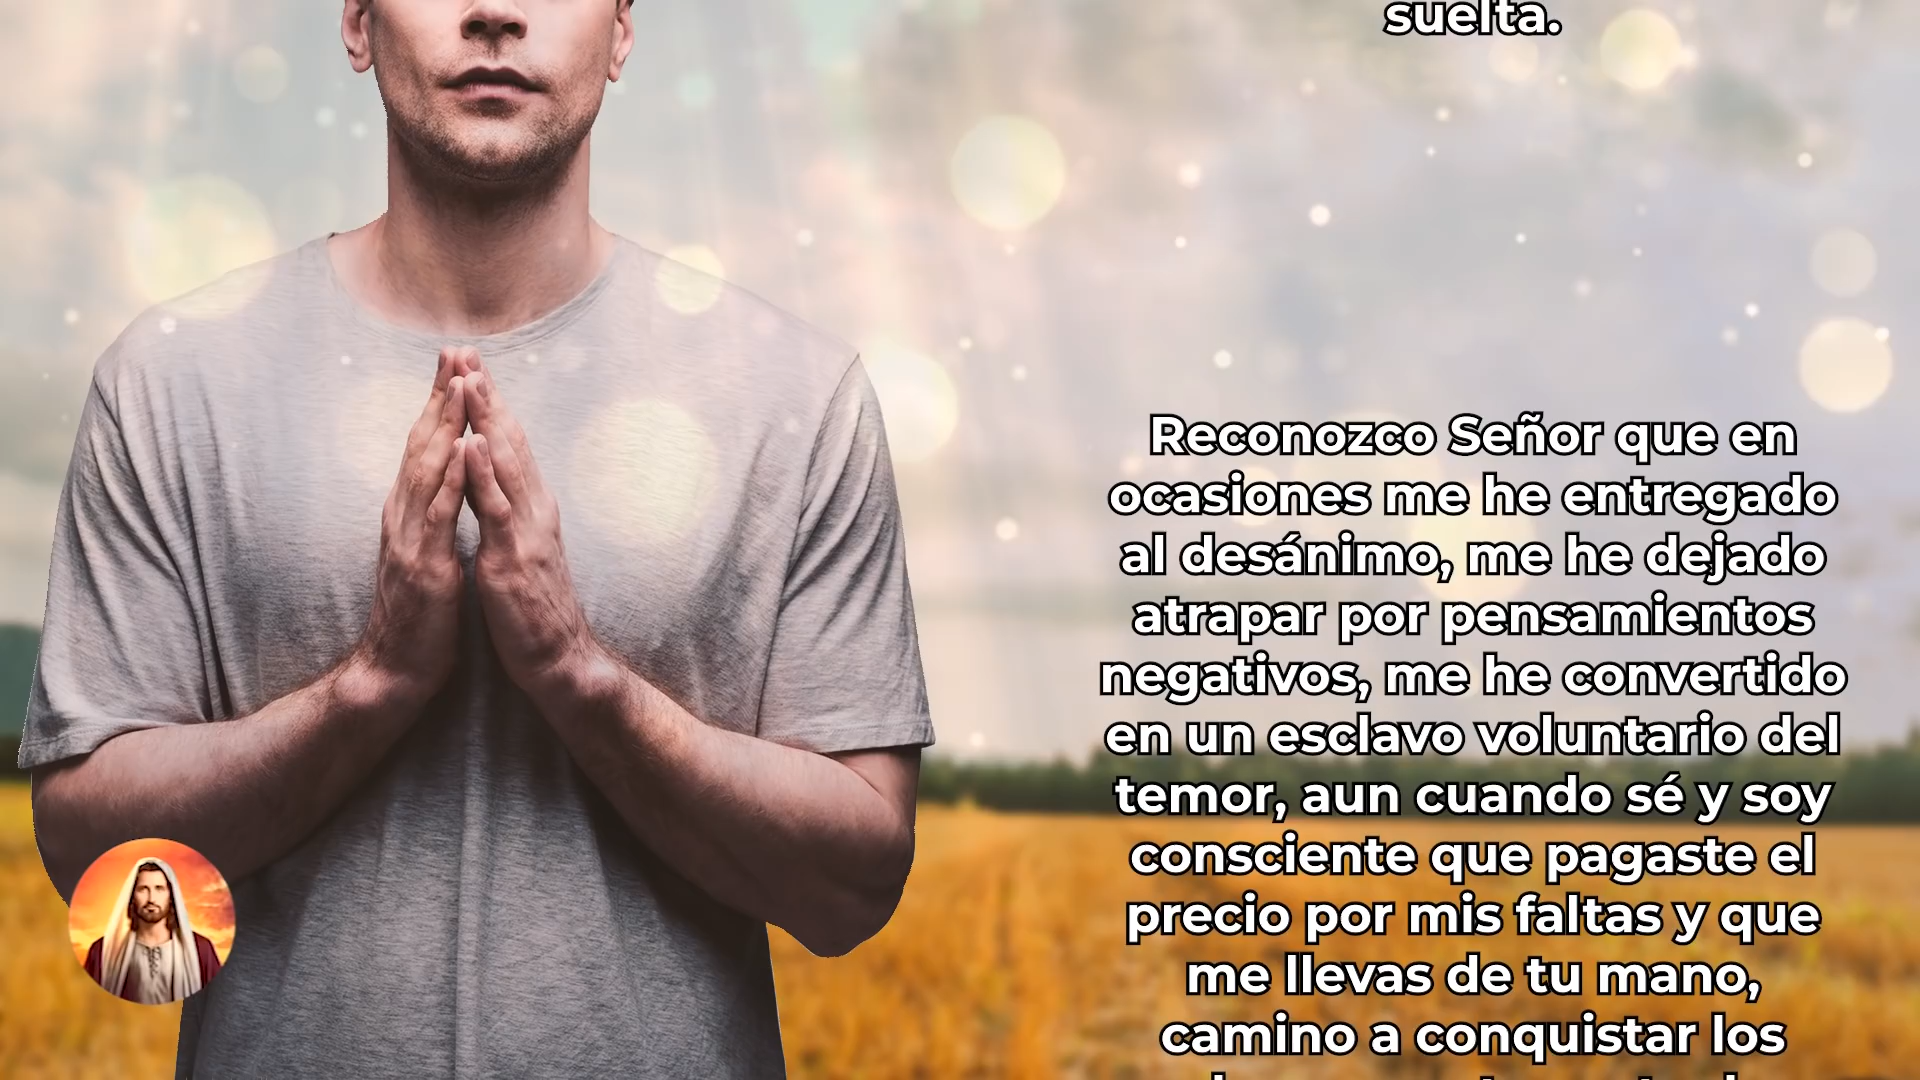 suelta.
Reconozco Señor que en
ocasiones me he entregado
al desánimo, me he dejado
atrapar por pensamientos
negativos, me he convertido
en un esclavo voluntario del
temor, aun cuando sé y soy
consciente que pagaste el
precio por mis faltas y que
me llevas de tu mano,
camino a conquistar los